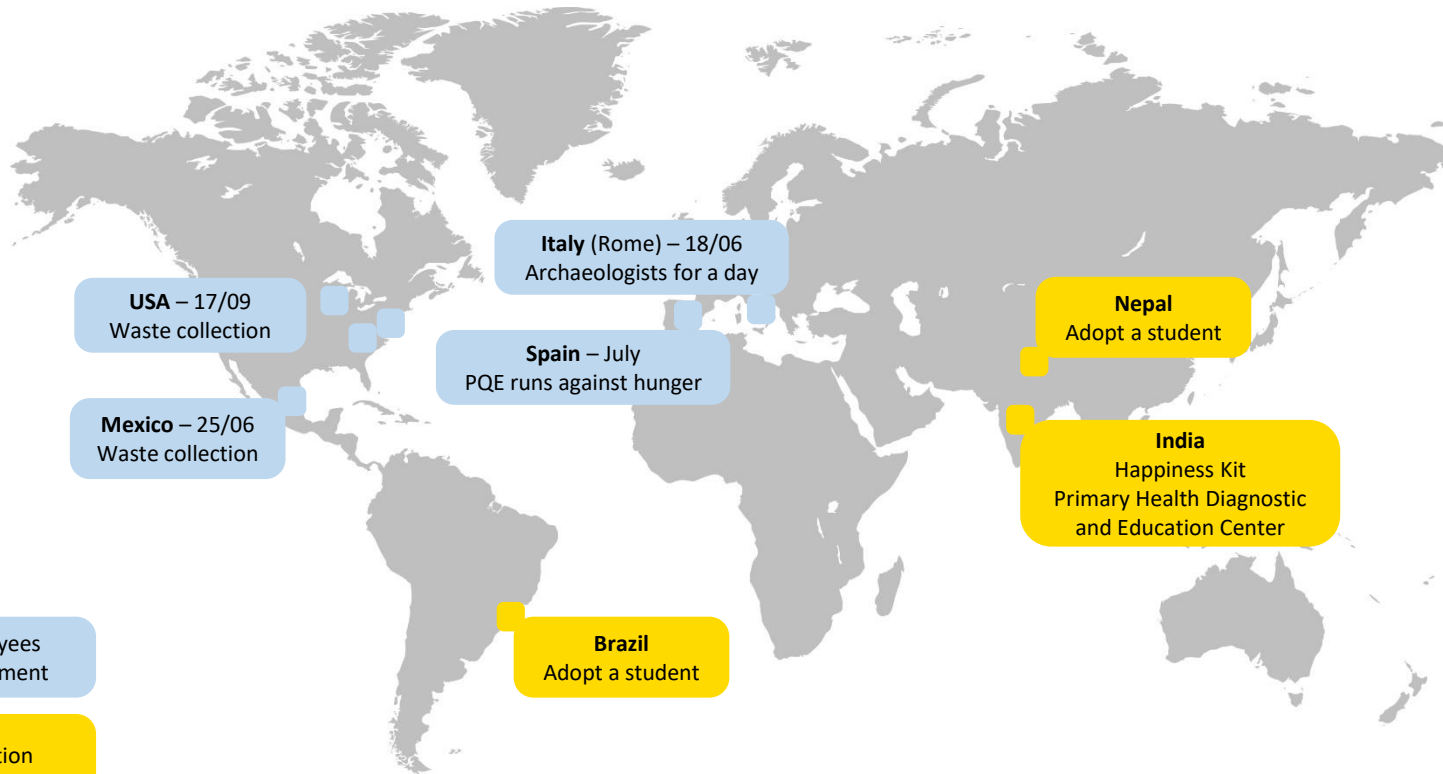 Italy (Rome) – 18/06
Archaeologists for a day
USA – 17/09
Waste collection
Nepal
Adopt a student
Spain – July
PQE runs against hunger
Mexico – 25/06
Waste collection
India
Happiness Kit
Primary Health Diagnostic
and Education Center
Brazil
Adopt a student
yees
ment
tion